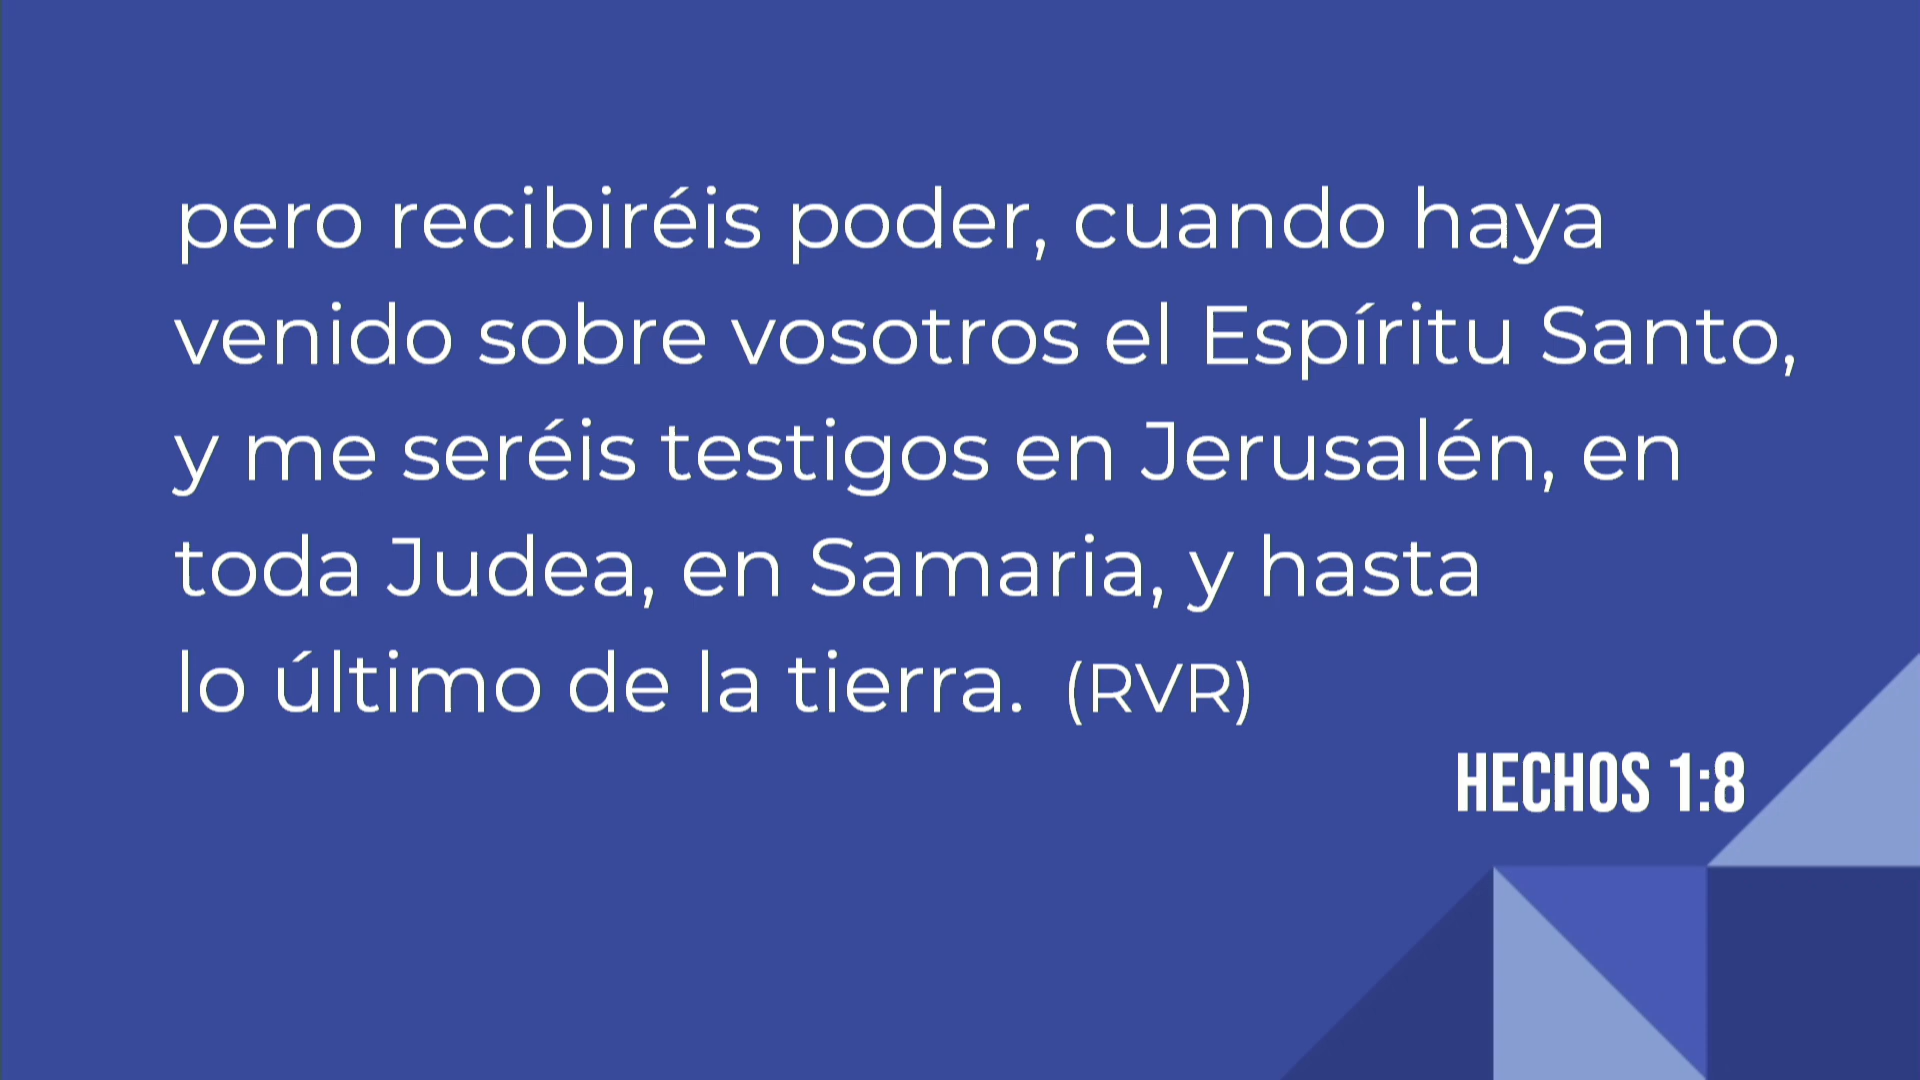 pero recibiréis poder, cuando haya
venido sobre vosotros el Espíritu Santo,
y me seréis testigos en Jerusalén, en
toda Judea, en Samaria, y hasta
lo último de la tierra. (RVR)
HECHOS 1:8